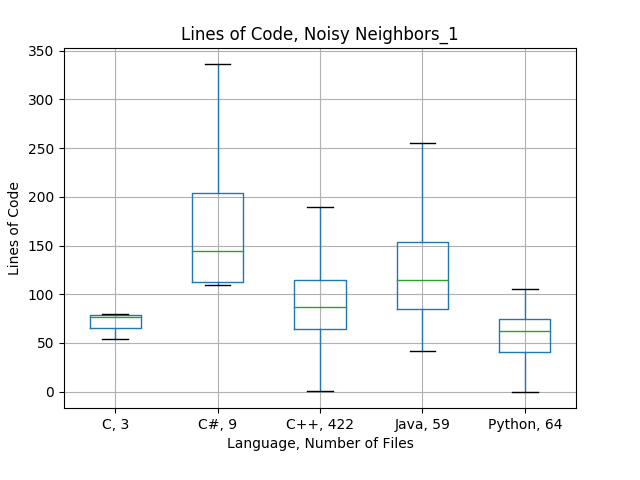 Lines of Code, Noisy Neighbors_1
350
300
250
200
150
100
50
0
Lines of Code
C, 3
C#, 9
C++, 422
Java, 59
Python, 64
Language, Number of Files